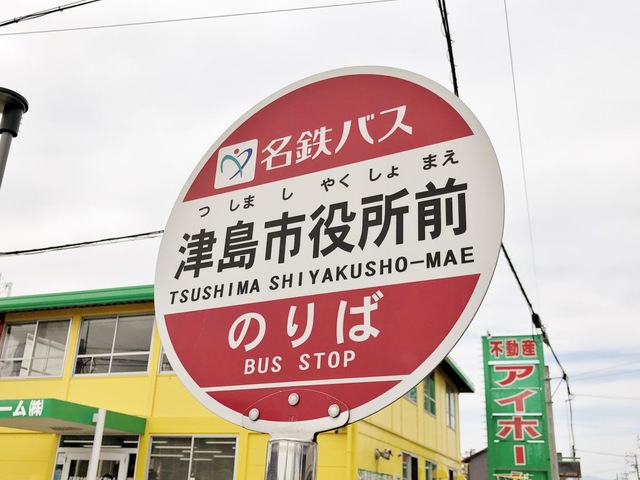 名鉄バス
つ しま し やく しょ まえ
津島市役所前
TSUSHIMA SHIYAKUSHO-MAE
のりば
BUS STOP
ーム(株)
不動産
アイホー